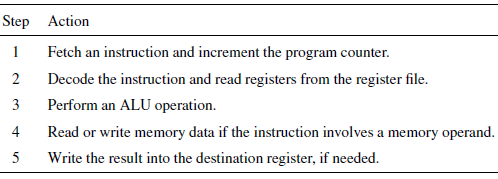 Step Action
1 Fetch an instruction and increment the program counter.
2 Decode the instruction and read registers from the register file.
3 Perform an ALU operation.
4 Read or write memory data if the instruction involves a memory operand.
5 Write the result into the destination register, if needed.